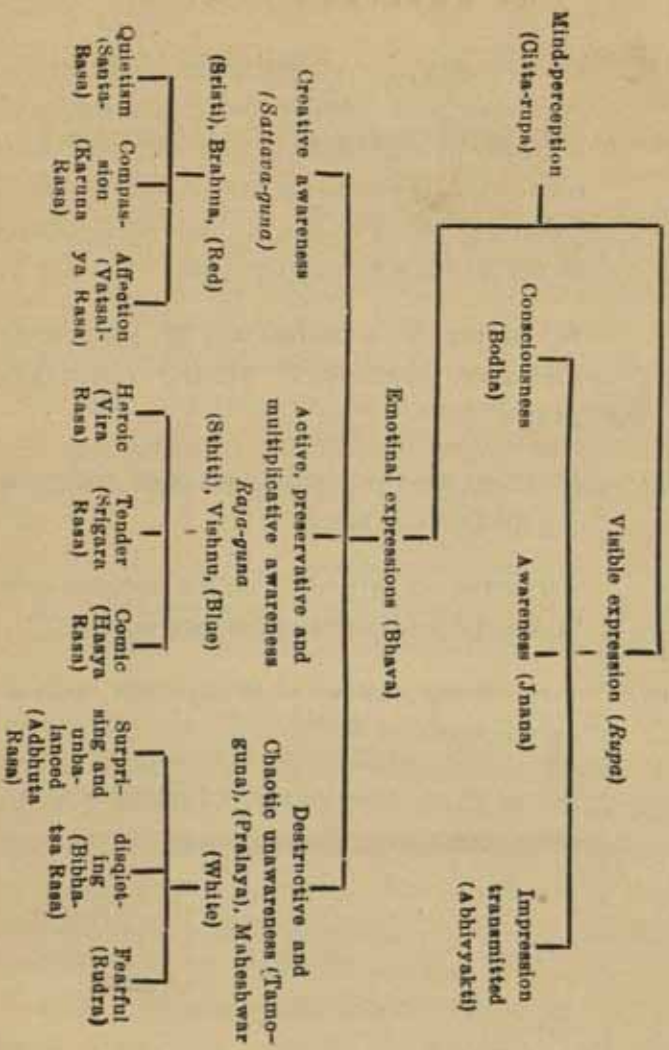 Mind-perception
(Citta-rupa)
Visible expression (Rupa)
Consciousness
(Bodha)
Awareness (Jnana)
Impression
transmitted
(Abhivyakti)
Emotinal expressions (Bhava)
Creative awareness
(Sattava-guna)
(Sristi), Brahma, (Red)
Active, preservative and
multiplicative awareness
Raja-guna
(Sthiti), Vishnu, (Blue)
Destructive and
Chaotic unawareness (Tamo-
guna), (Pralaya), Maheshwar
(White)
Quietism
(Santa-
Rasa)
Compas-
sion
(Karuna
Rasa)
Affection
(Vatsal-
ya Rasa)
Heroic
(Vira
Rasa)
Tender
(Srigara
Rasa)
Comic
(Hasya
Rasa)
Surpri-
sing and
unba-
lanced
(Adbhuta
Rasa)
disqiet-
ing
(Bibha-
tsa Rasa)
Fearful
(Rudra)